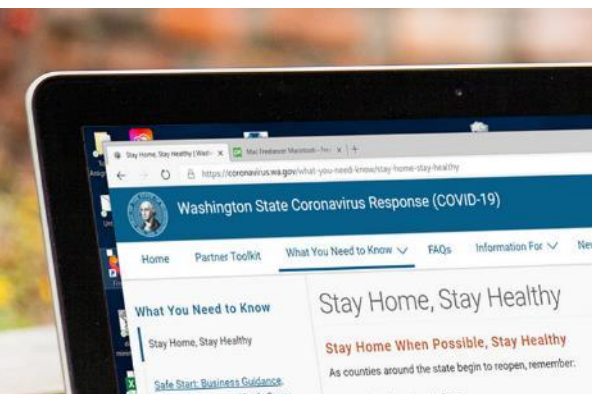 Stay Home, Stay Healthy | Wash
https://coronavirus.wa.gov/what-you-need-know/stay-home-stay-healthy
Washington State Coronavirus Response (COVID-19)
Home Partner Toolkit What You Need to Know FAQs Information For
What You Need to Know
Stay Home, Stay Healthy
Safe Start: Business Guidance,
Stay Home, Stay Healthy
Stay Home When Possible, Stay Healthy
As counties around the state begin to reopen, remember: